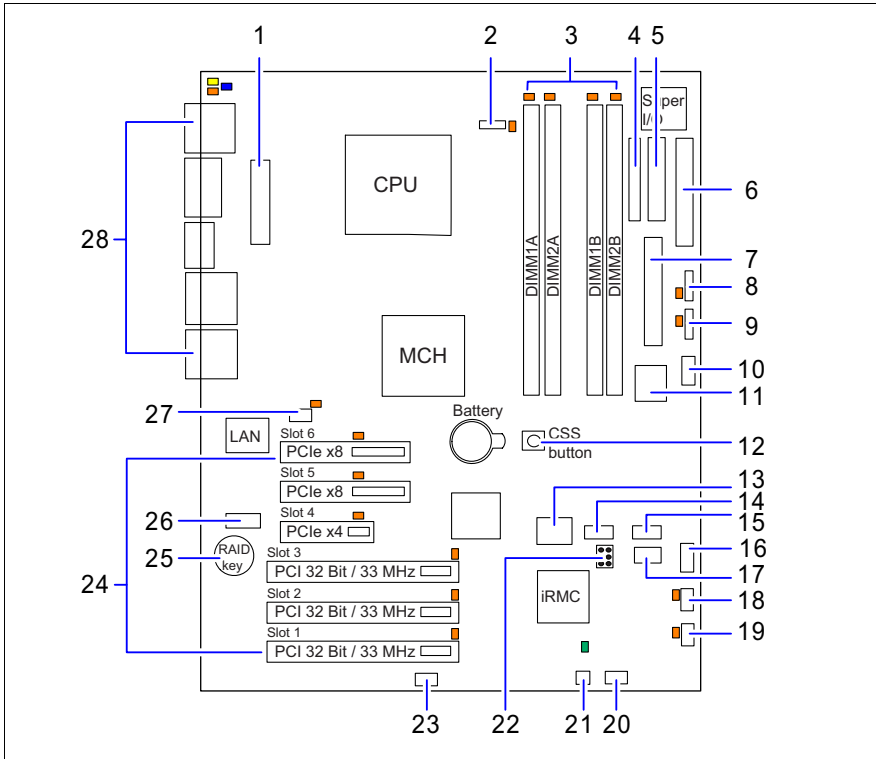 1
2
3
4
5
Super
I/O
CPU
6
DIMM1A
DIMM2A
DIMM1B
DIMM2B
28
7
8
9
MCH
10
11
27
Battery
LAN
CSS
button
12
Slot 6
PCIe x8
Slot 5
PCIe x8
13
14
15
Slot 4
PCIe x4
26
16
25
RAID
key
17
Slot 3
PCI 32 Bit / 33 MHz
24
22
iRMC
18
Slot 2
PCI 32 Bit / 33 MHz
19
Slot 1
PCI 32 Bit / 33 MHz
23
22
21
20